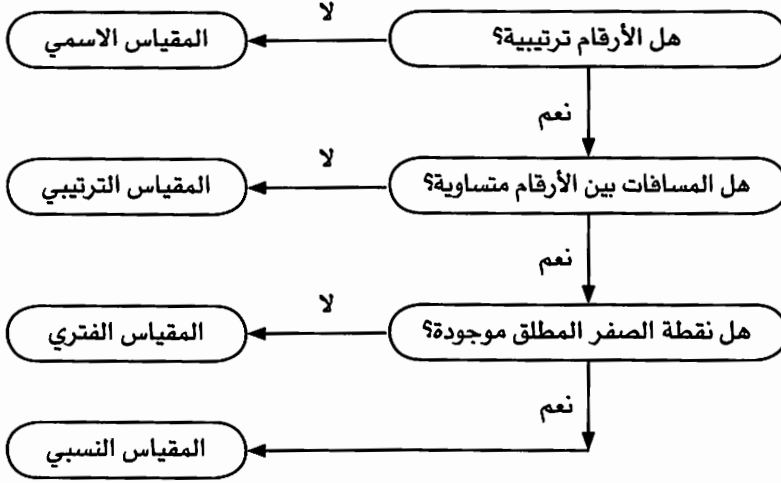 هل الأرقام ترتيبية؟
لا
المقياس الاسمي
نعم
هل المسافات بين الأرقام متساوية؟
لا
المقياس الترتيبي
نعم
هل نقطة الصفر المطلق موجودة؟
لا
المقياس الفتري
نعم
المقياس النسبي